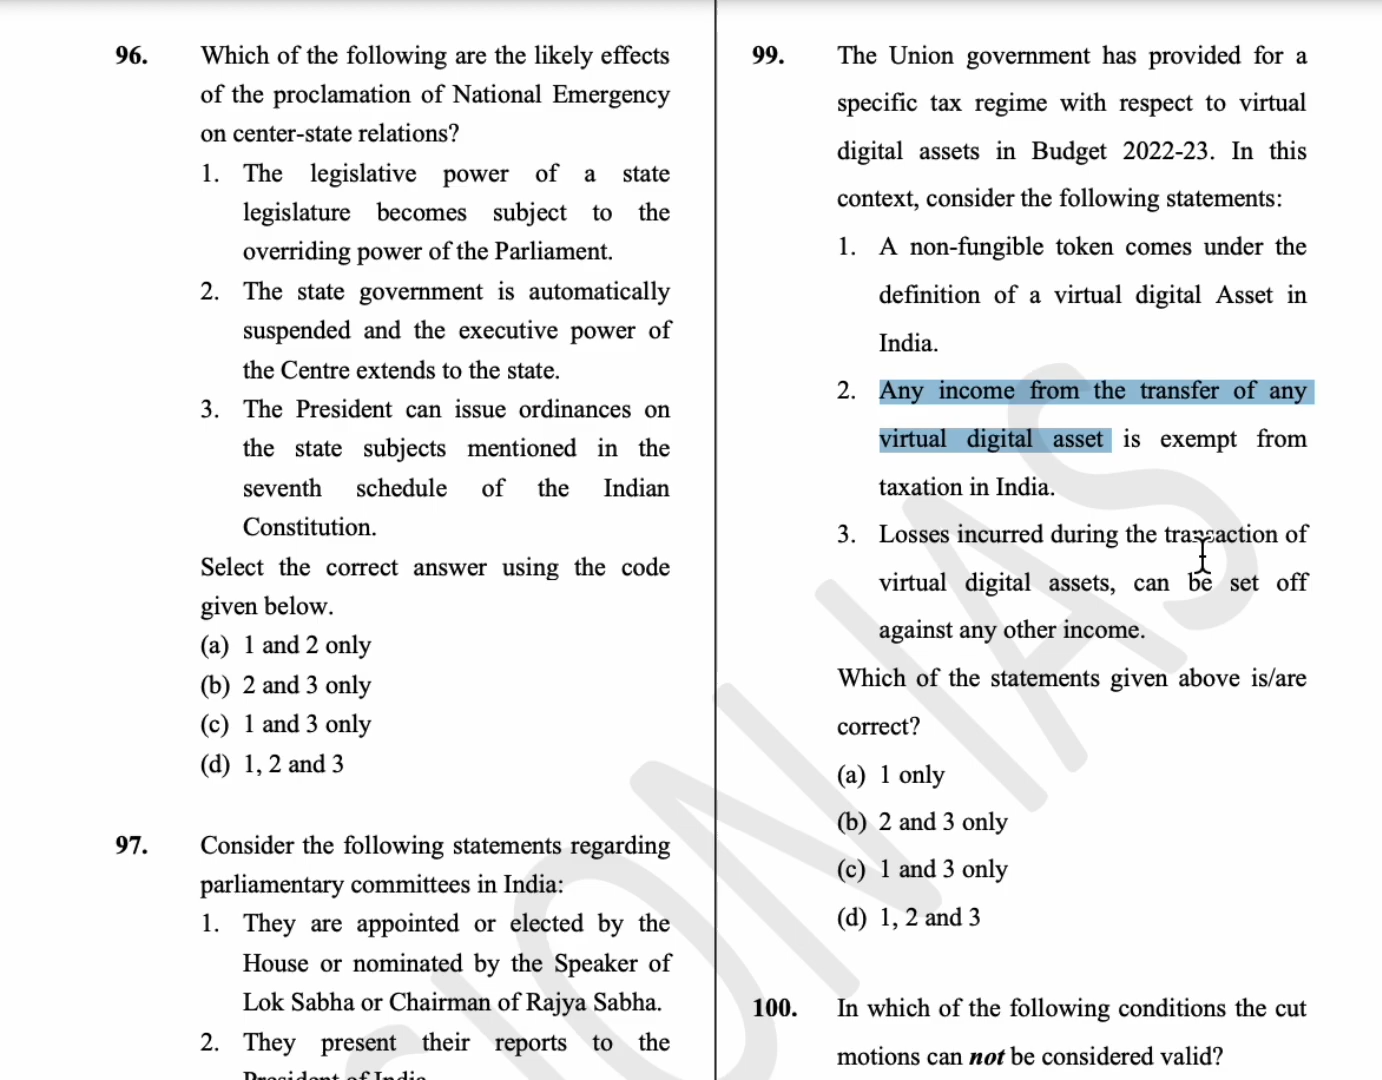 96. Which of the following are the likely effects
of the proclamation of National Emergency
on center-state relations?
1. The legislative power of a state
legislature becomes subject to the
overriding power of the Parliament.
2. The state government is automatically
suspended and the executive power of
the Centre extends to the state.
3. The President can issue ordinances on
the state subjects mentioned in the
seventh schedule of the Indian
Constitution.
Select the correct answer using the code
given below.
(a) 1 and 2 only
(b) 2 and 3 only
(c) 1 and 3 only
(d) 1, 2 and 3
97. Consider the following statements regarding
parliamentary committees in India:
1. They are appointed or elected by the
House or nominated by the Speaker of
Lok Sabha or Chairman of Rajya Sabha.
2. They present their reports to the
President of India
99. The Union government has provided for a
specific tax regime with respect to virtual
digital assets in Budget 2022-23. In this
context, consider the following statements:
1. A non-fungible token comes under the
definition of a virtual digital Asset in
India.
2. Any income from the transfer of any
virtual digital asset is exempt from
taxation in India.
3. Losses incurred during the transaction of
virtual digital assets, can be set off
against any other income.
Which of the statements given above is/are
correct?
(a) 1 only
(b) 2 and 3 only
(c) 1 and 3 only
(d) 1, 2 and 3
100. In which of the following conditions the cut
motions can not be considered valid?
ION IAS